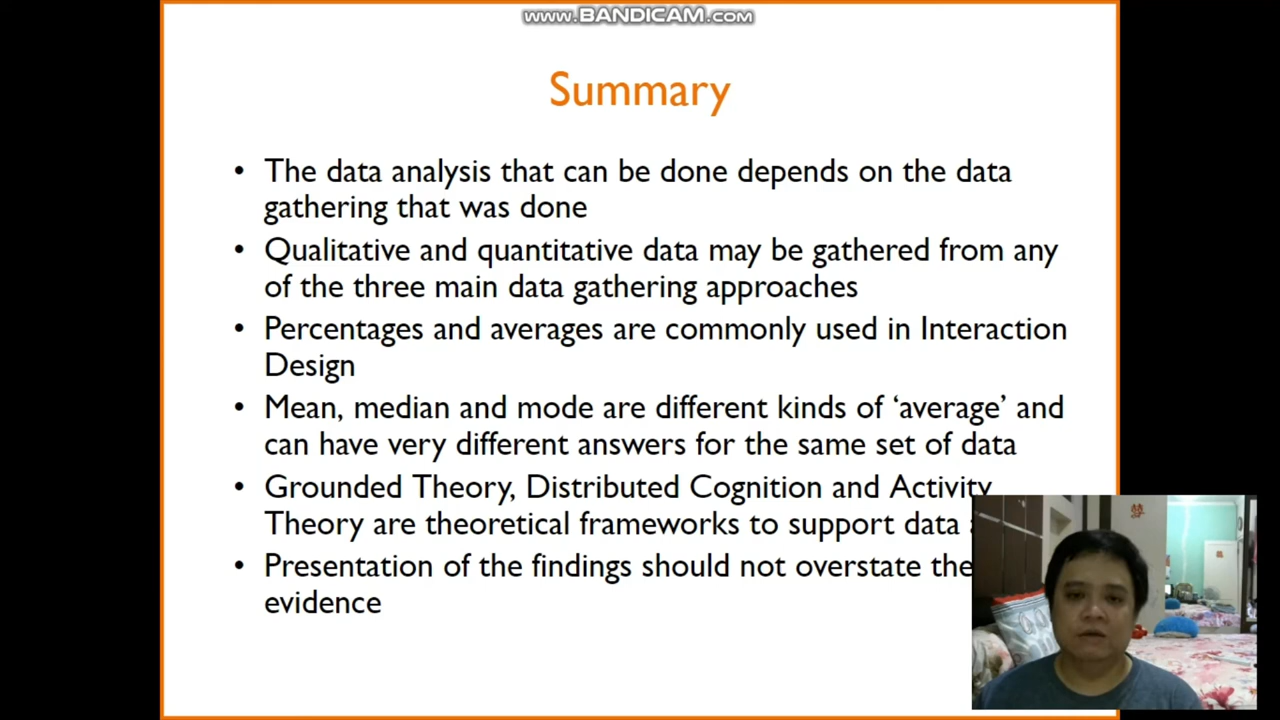 www.BANDICAM.com
Summary
• The data analysis that can be done depends on the data
gathering that was done
• Qualitative and quantitative data may be gathered from any
of the three main data gathering approaches
• Percentages and averages are commonly used in Interaction
Design
• Mean, median and mode are different kinds of ‘average’ and
can have very different answers for the same set of data
• Grounded Theory, Distributed Cognition and Activity
Theory are theoretical frameworks to support data
• Presentation of the findings should not overstate the
evidence